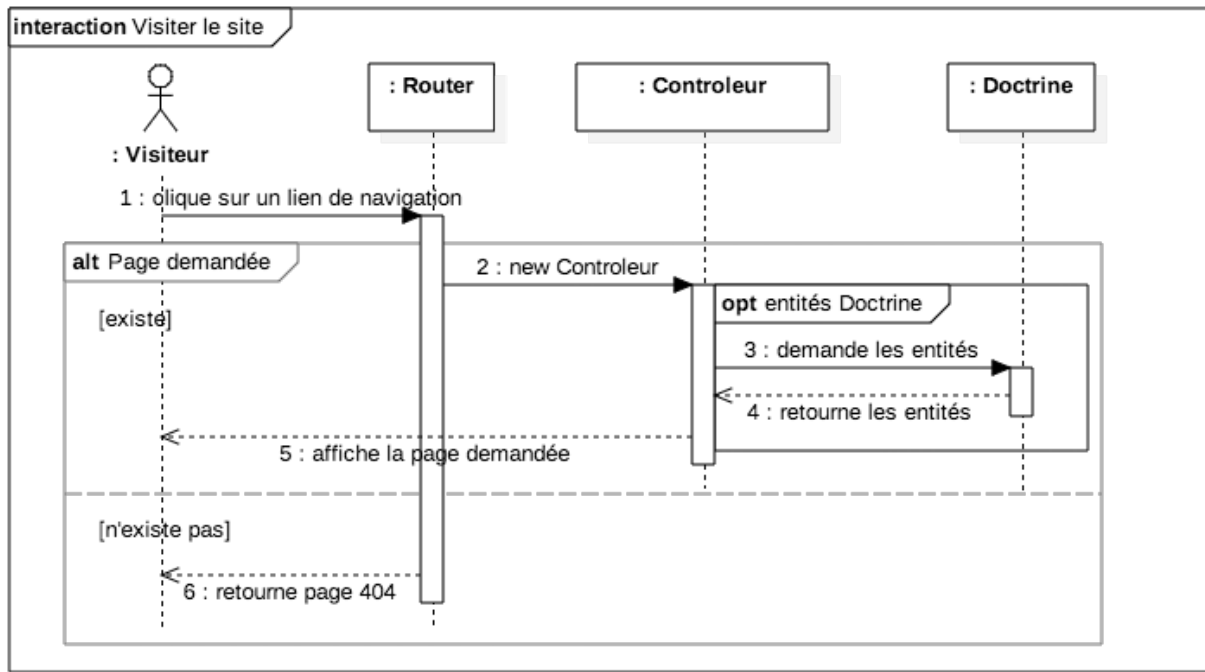 interaction Visiter le site
: Router
: Controleur
: Doctrine
: Visiteur
1 : clique sur un lien de navigation
alt Page demandée
2 : new Controleur
[existe]
opt entités Doctrine
3 : demande les entités
4 : retourne les entités
5 : affiche la page demandée
[n'existe pas]
6 : retourne page 404